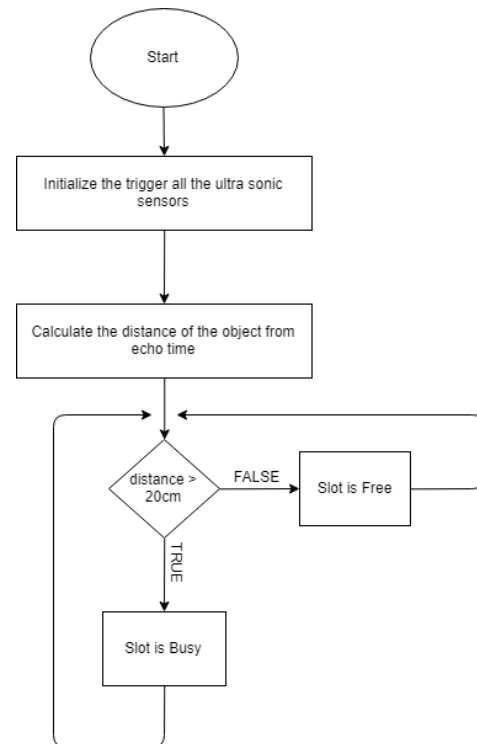 Start
Initialize the trigger all the ultra sonic
sensors
Calculate the distance of the object from
echo time
distance >
20cm
FALSE
Slot is Free
TRUE
Slot is Busy